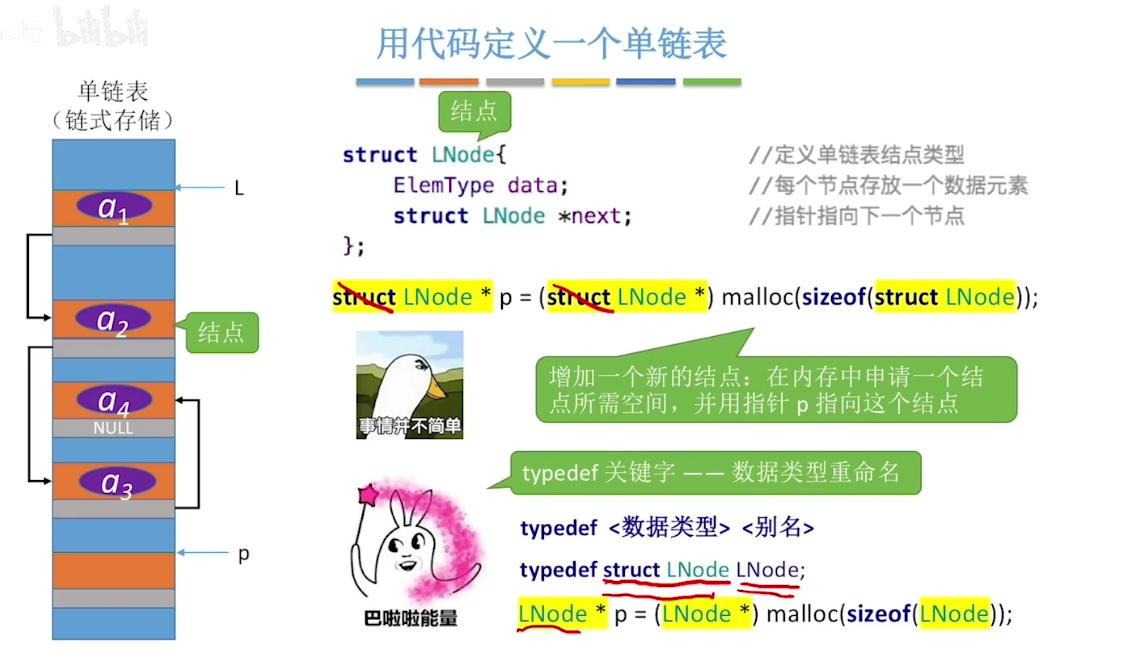 bilibili
用代码定义一个单链表
单链表
（链式存储）
结点
struct LNode{ //定义单链表结点类型
ElemType data; //每个节点存放一个数据元素
struct LNode *next; //指针指向下一个节点
};
L
a1
a2
结点
a4
NULL
a3
p
struct LNode * p = (struct LNode *) malloc(sizeof(struct LNode));
增加一个新的结点：在内存中申请一个结
点所需空间，并用指针 p 指向这个结点
事情并不简单
typedef 关键字 —— 数据类型重命名
typedef <数据类型> <别名>
typedef struct LNode LNode;
LNode * p = (LNode *) malloc(sizeof(LNode));
巴啦啦能量